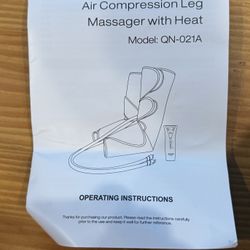 Air Compression Leg
Massager with Heat
Model: QN-021A
OPERATING INSTRUCTIONS
Thanks for purchasing our product. Please read the instructions carefully
prior to the use and keep it well for further reference.